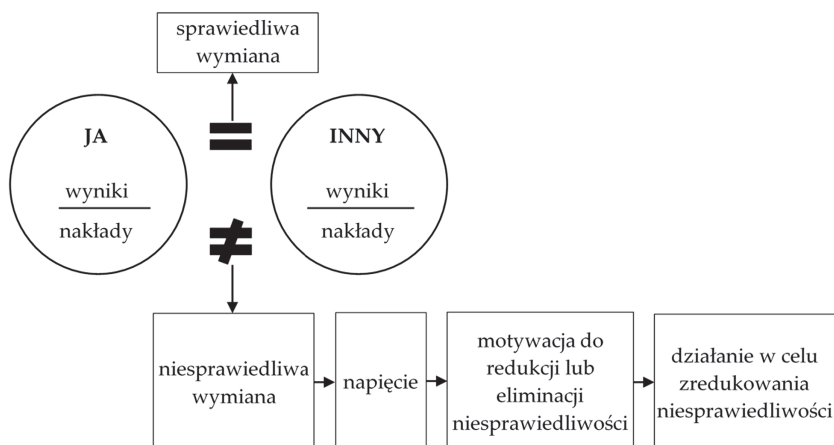 sprawiedliwa
wymiana
JA
wyniki
nakłady
=
INNY
wyniki
nakłady
≠
niesprawiedliwa
wymiana
napięcie
motywacja do
redukcji lub
eliminacji
niesprawiedliwości
działanie w celu
zredukowania
niesprawiedliwości